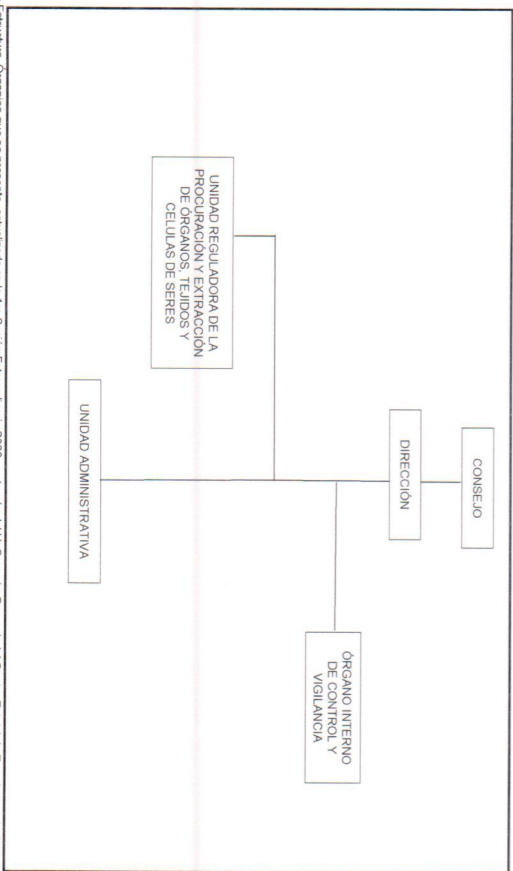 CONSEJO
DIRECCIÓN
ÓRGANO INTERNO
DE CONTROL Y
VIGILANCIA
UNIDAD REGULADORA DE LA
PROCURACIÓN Y EXTRACCIÓN
DE ÓRGANOS, TEJIDOS Y
CELULAS DE SERES
UNIDAD ADMINISTRATIVA